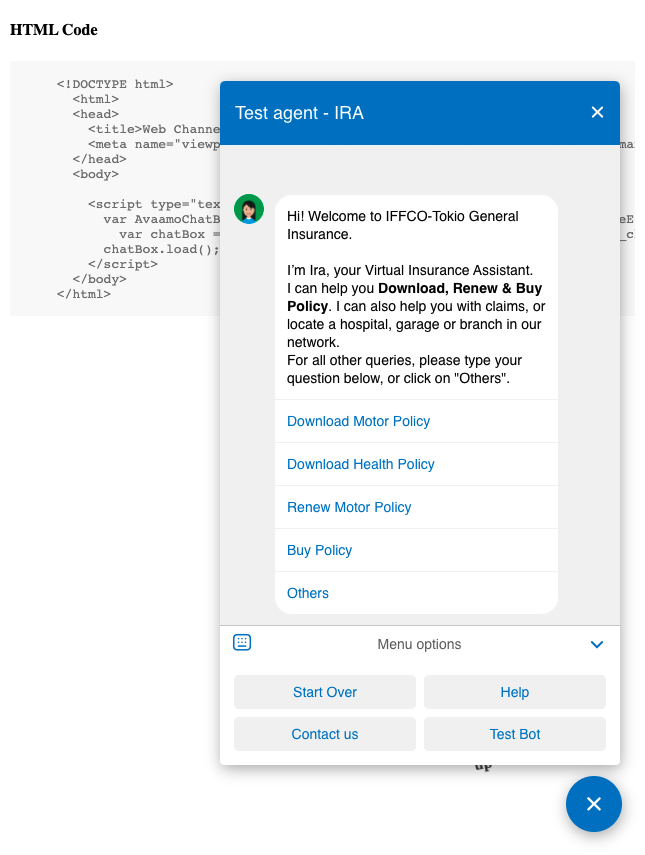 HTML Code
<!DOCTYPE html>
<html>
<head>
<title>Web Channe
<meta name="viewp
</head>
<body>
<script type="tex
var AvaamoChatB
var chatBox =
chatBox.load();
</script>
</body>
</html>
Test agent - IRA
Hi! Welcome to IFFCO-Tokio General
Insurance.
I'm Ira, your Virtual Insurance Assistant.
I can help you Download, Renew & Buy
Policy. I can also help you with claims, or
locate a hospital, garage or branch in our
network.
For all other queries, please type your
question below, or click on "Others".
Download Motor Policy
Download Health Policy
Renew Motor Policy
Buy Policy
Others
Menu options
Start Over
Help
Contact us
Test Bot
up